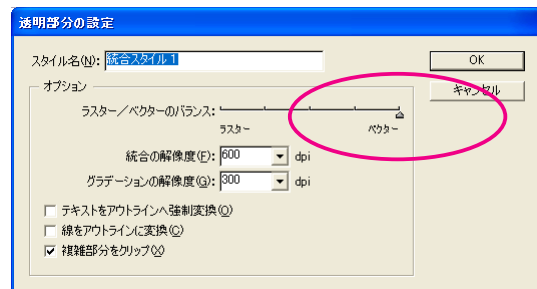 透明部分の設定
スタイル名(N): 統合スタイル 1
OK
キャンセル
オプション
ラスター/ベクターのバランス:
ラスター ベクター
統合の解像度(F): 600 dpi
グラデーションの解像度(G): 300 dpi
テキストをアウトラインへ強制変換(O)
線をアウトラインに変換(C)
複雑部分をクリップ(X)